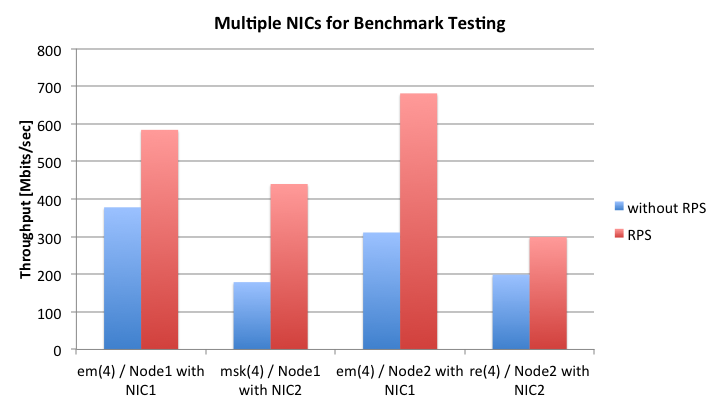 Multiple NICs for Benchmark Testing
Throughput [Mbits/sec]
800
700
600
500
400
300
200
100
0
em(4) / Node1 with
NIC1
msk(4) / Node1
with NIC2
em(4) / Node2 with
NIC1
re(4) / Node2 with
NIC2
without RPS
RPS